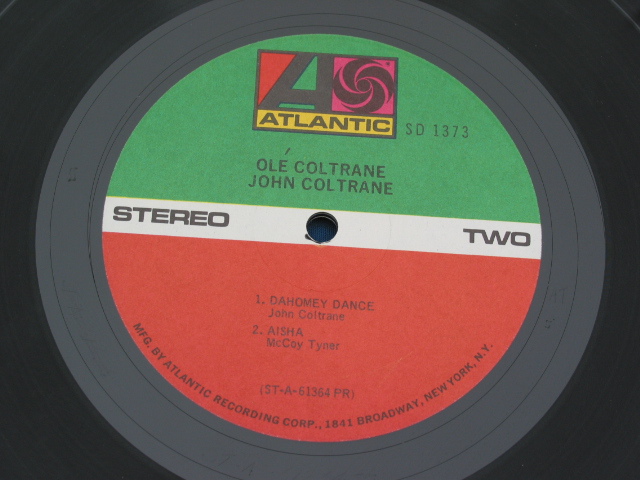 ATLANTIC
SD 1373
OLÉ COLTRANE
JOHN COLTRANE
STEREO
TWO
1. DAHOMEY DANCE
John Coltrane
2. AISHA
McCoy Tyner
(ST-A-61364 PR)
MFG. BY ATLANTIC RECORDING CORP., 1841 BROADWAY, NEW YORK, N.Y.